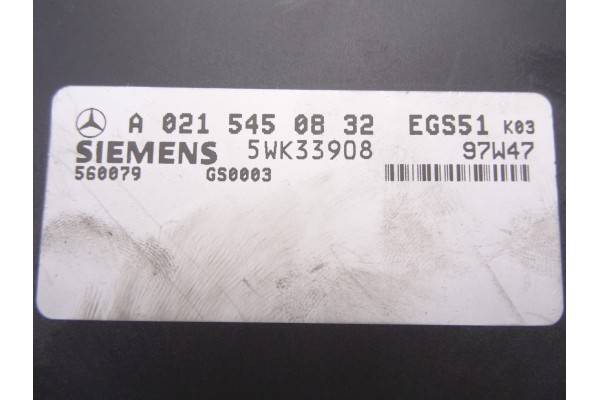 A 021 545 08 32 EGS51 K03
SIEMENS 5WK33908 97W47
560079 GS0003